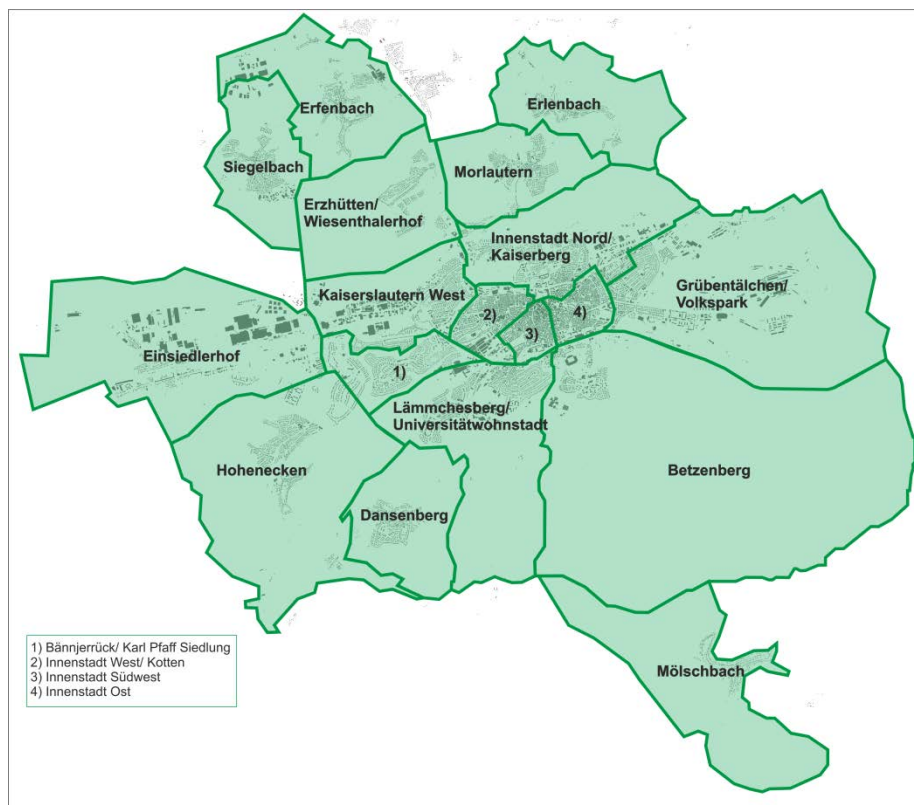 Erfenbach
Erlenbach
Siegelbach
Morlautern
Erzhütten/
Wiesenthalerhof
Innenstadt Nord/
Kaiserberg
Grübentälchen/
Volkspark
Kaiserslautern West
2)
4)
3)
Einsiedlerhof
1)
Lämmchesberg/
Universitätwohnstadt
Hohenecken
Betzenberg
Dansenberg
1) Bännjerrück/ Karl Pfaff Siedlung
2) Innenstadt West/ Kotten
3) Innenstadt Südwest
4) Innenstadt Ost
Mölschbach